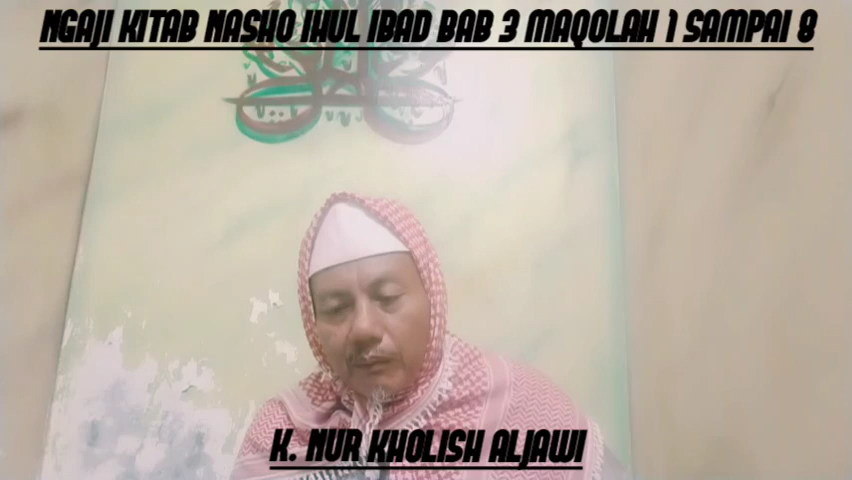 NGAJI KITAB NASHO IHUL IBAD BAB 3 MAQOLAH 1 SAMPAI 8
K. NUR KHOLISH ALJAWI